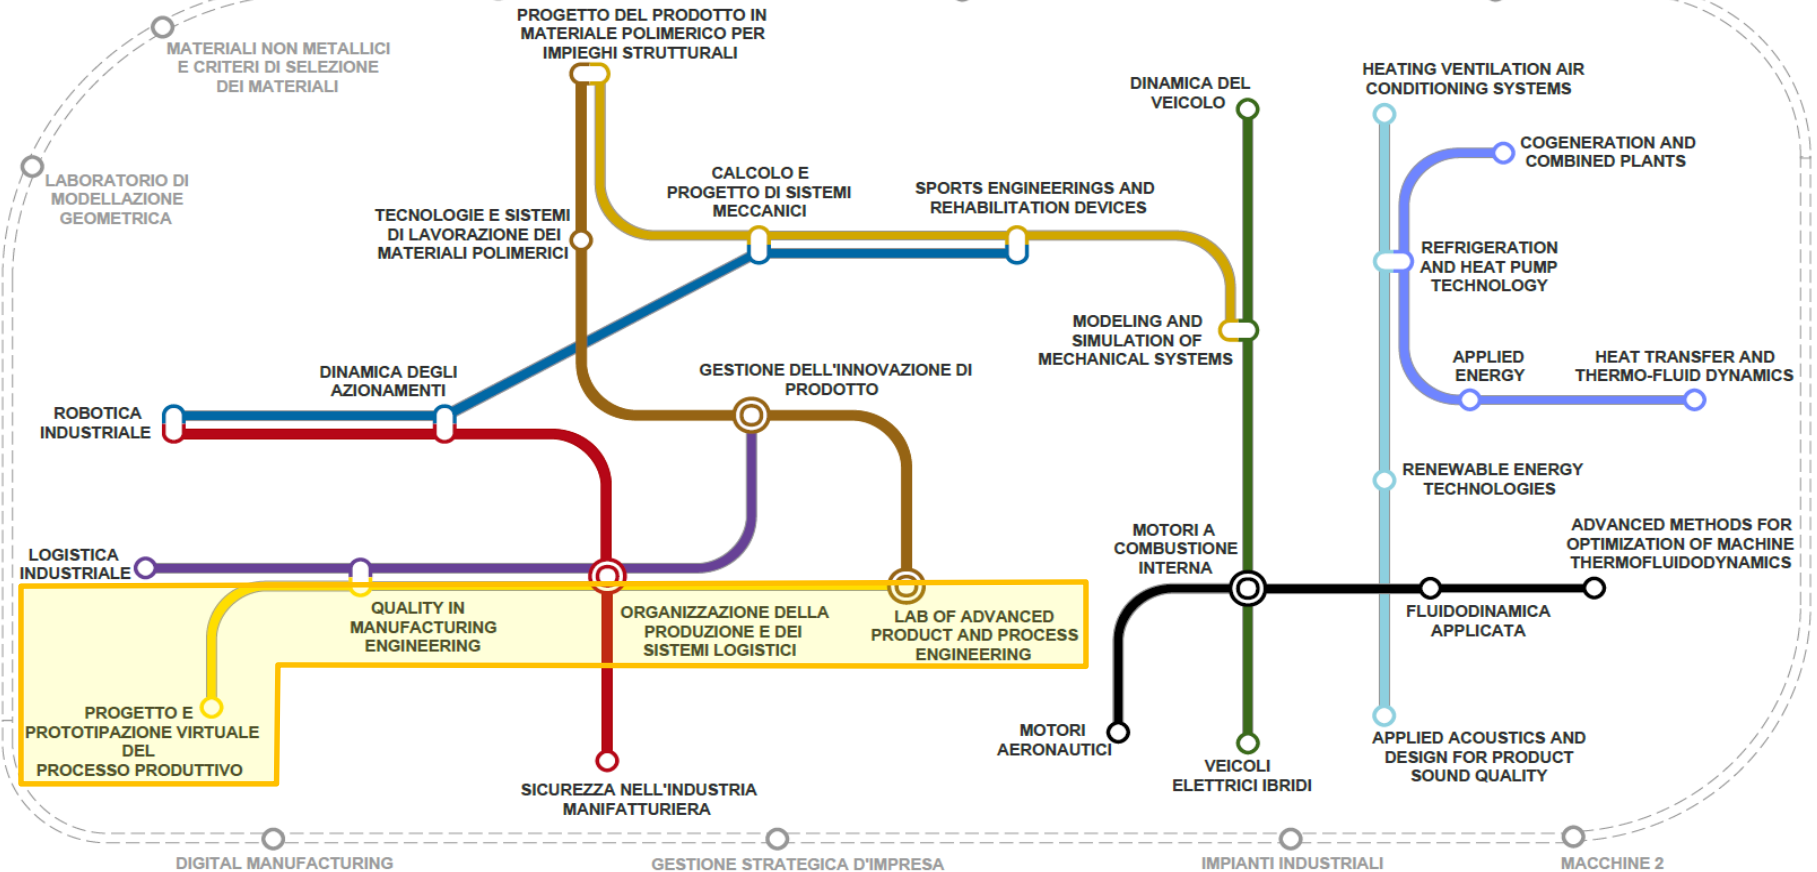 PROGETTO DEL PRODOTTO IN
MATERIALE POLIMERICO PER
IMPIEGHI STRUTTURALI
MATERIALI NON METALLICI
E CRITERI DI SELEZIONE
DEI MATERIALI
DINAMICA DEL
VEICOLO
HEATING VENTILATION AIR
CONDITIONING SYSTEMS
COGENERATION AND
COMBINED PLANTS
LABORATORIO DI
MODELLAZIONE
GEOMETRICA
CALCOLO E
PROGETTO DI SISTEMI
MECCANICI
SPORTS ENGINEERINGS AND
REHABILITATION DEVICES
TECNOLOGIE E SISTEMI
DI LAVORAZIONE DEI
MATERIALI POLIMERICI
REFRIGERATION
AND HEAT PUMP
TECHNOLOGY
MODELING AND
SIMULATION OF
MECHANICAL SYSTEMS
APPLIED
ENERGY
HEAT TRANSFER AND
THERMO-FLUID DYNAMICS
DINAMICA DEGLI
AZIONAMENTI
GESTIONE DELL'INNOVAZIONE DI
PRODOTTO
ROBOTICA
INDUSTRIALE
RENEWABLE ENERGY
TECHNOLOGIES
LOGISTICA
INDUSTRIALE
MOTORI A
COMBUSTIONE
INTERNA
ADVANCED METHODS FOR
OPTIMIZATION OF MACHINE
THERMOFLUIDODYNAMICS
QUALITY IN
MANUFACTURING
ENGINEERING
ORGANIZZAZIONE DELLA
PRODUZIONE E DEI
SISTEMI LOGISTICI
LAB OF ADVANCED
PRODUCT AND PROCESS
ENGINEERING
FLUIDODINAMICA
APPLICATA
PROGETTO E
PROTOTIPAZIONE VIRTUALE
DEL
PROCESSO PRODUTTIVO
MOTORI
AERONAUTICI
APPLIED ACOUSTICS AND
DESIGN FOR PRODUCT
SOUND QUALITY
VEICOLI
ELETTRICI IBRIDI
SICUREZZA NELL'INDUSTRIA
MANIFATTURIERA
DIGITAL MANUFACTURING
GESTIONE STRATEGICA D'IMPRESA
IMPIANTI INDUSTRIALI
MACCHINE 2